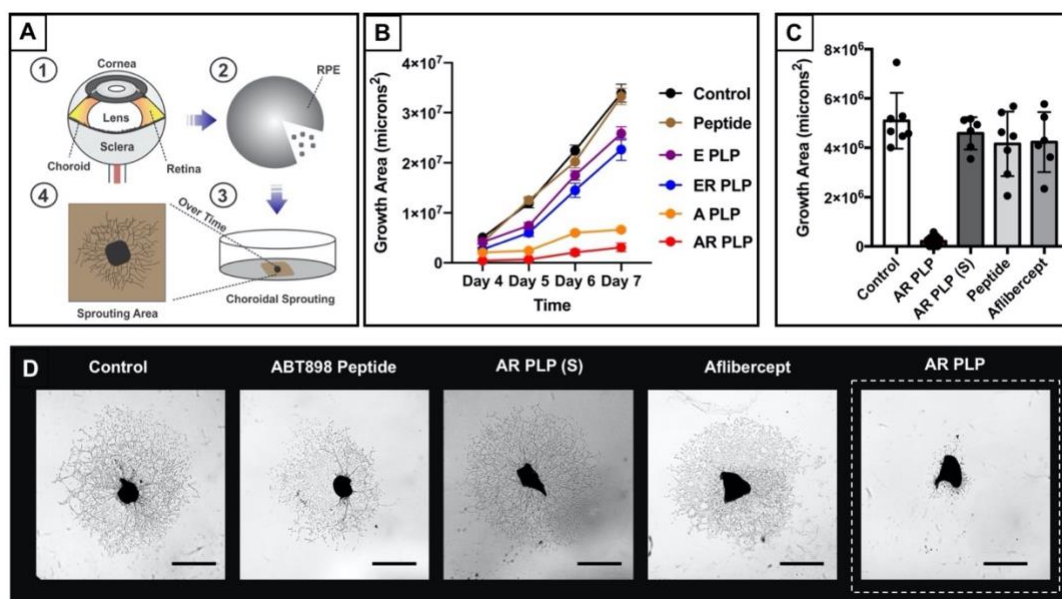 A
1
2
Cornea
Lens
Sclera
Choroid
Retina
RPE
4
3
Over Time
Sprouting Area
Choroidal Sprouting
B
Growth Area (microns²)
4×10⁷
3×10⁷
2×10⁷
1×10⁷
0
Day 4 Day 5 Day 6 Day 7
Time
Control
Peptide
E PLP
ER PLP
A PLP
AR PLP
C
Growth Area (microns²)
8×10⁶
6×10⁶
4×10⁶
2×10⁶
0
Control
AR PLP
AR PLP (S)
Peptide
Aflibercept
D
Control
ABT898 Peptide
AR PLP (S)
Aflibercept
AR PLP